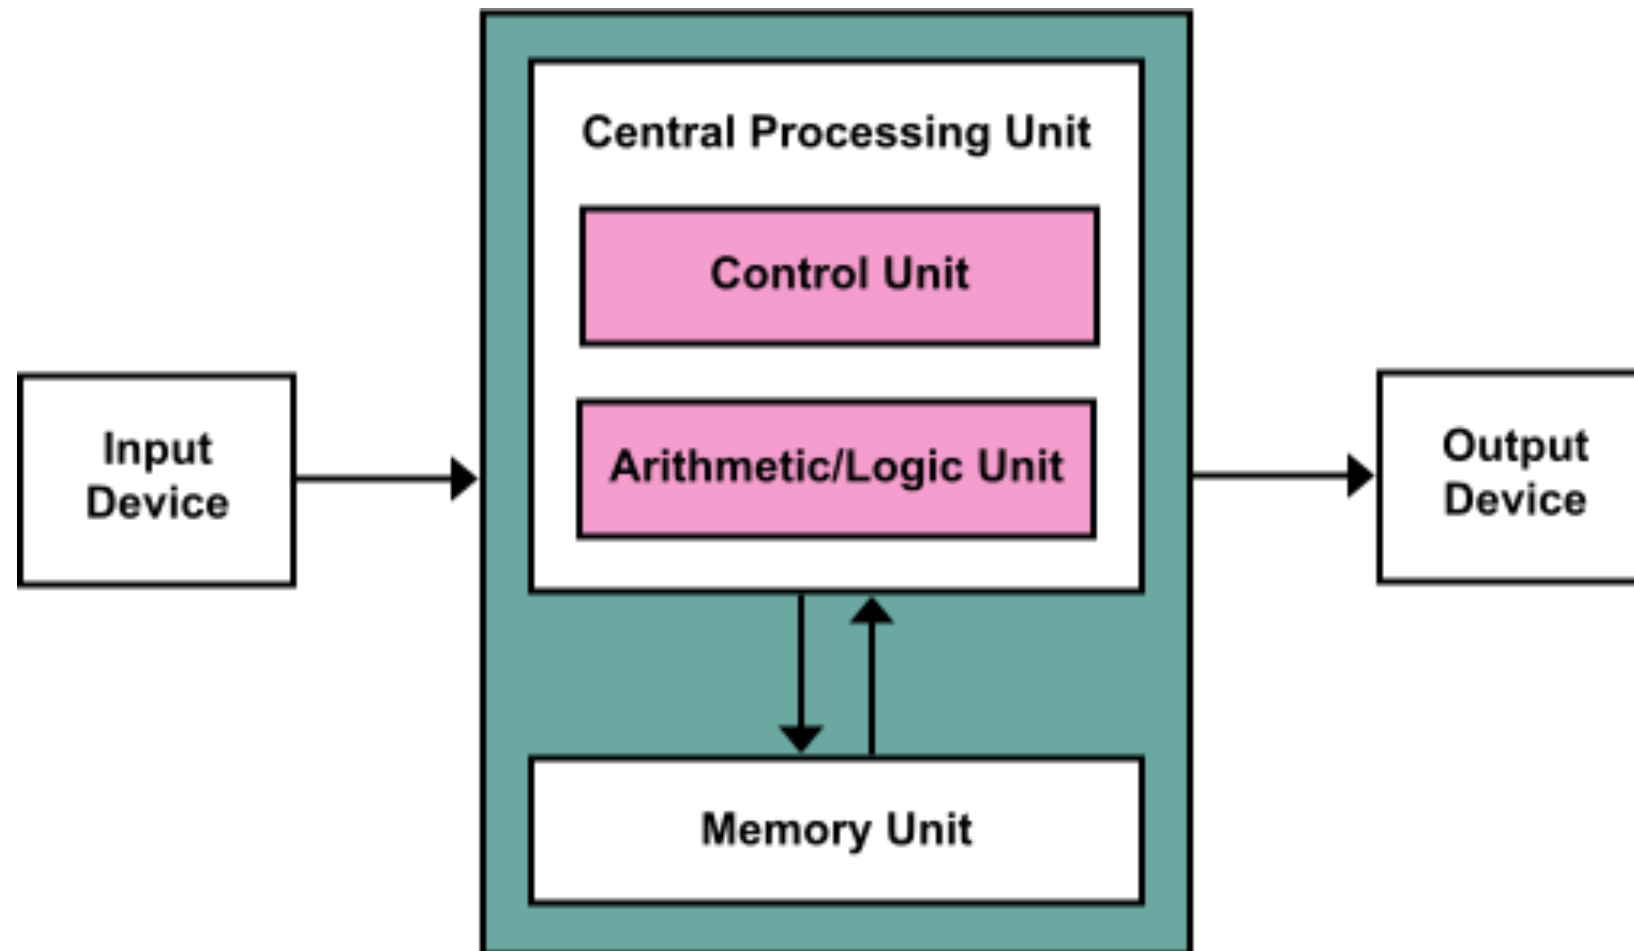 Central Processing Unit
Control Unit
Arithmetic/Logic Unit
Input
Device
Output
Device
Memory Unit